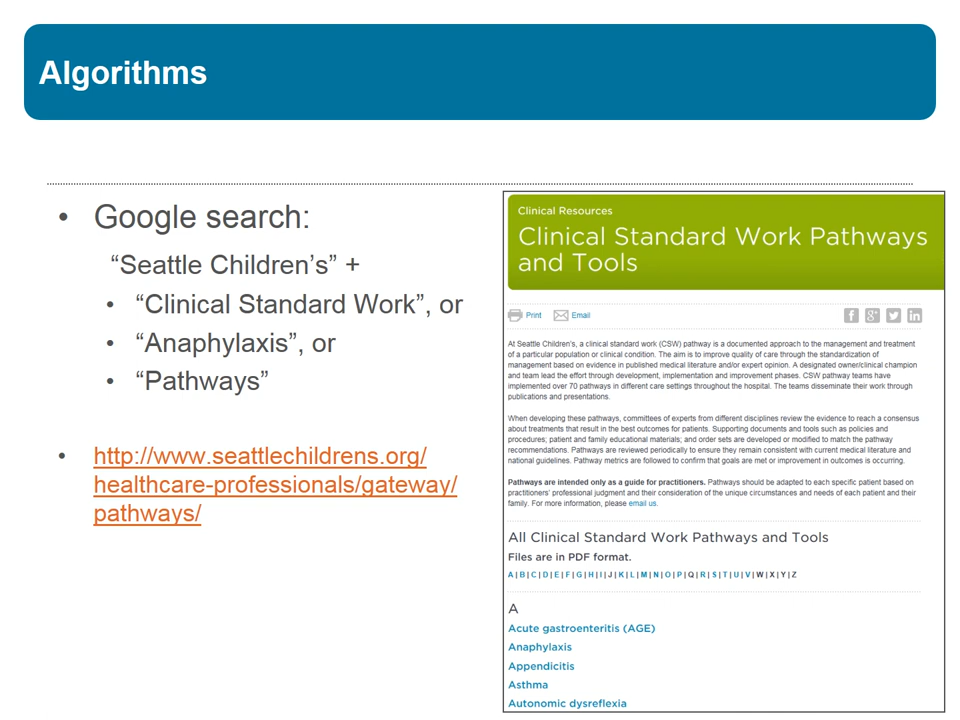 Algorithms
• Google search:
“Seattle Children’s” +
• “Clinical Standard Work”, or
• “Anaphylaxis”, or
• “Pathways”
• http://www.seattlechildrens.org/
healthcare-professionals/gateway/
pathways/
Clinical Resources
Clinical Standard Work Pathways
and Tools
Print Email
At Seattle Children's, a clinical standard work (CSW) pathway is a documented approach to the management and treatment
of a particular population or clinical condition. The aim is to improve quality of care through the standardization of
management based on evidence in published medical literature and/or expert opinion. A designated owner/clinical champion
and team lead the effort through development, implementation and improvement phases. CSW pathway teams have
implemented over 70 pathways in different care settings throughout the hospital. The teams disseminate their work through
publications and presentations.
When developing these pathways, committees of experts from different disciplines review the evidence to reach a consensus
about treatments that result in the best outcomes for patients. Supporting documents and tools such as policies and
procedures; patient and family educational materials; and order sets are developed or modified to match the pathway
recommendations. Pathways are reviewed periodically to ensure they remain consistent with current medical literature and
national guidelines. Pathway metrics are followed to confirm that goals are met or improvement in outcomes is occurring.
Pathways are intended only as a guide for practitioners. Pathways should be adapted to each specific patient based on
practitioners' professional judgment and their consideration of the unique circumstances and needs of each patient and their
family. For more information, please email us.
All Clinical Standard Work Pathways and Tools
Files are in PDF format.
A | B | C | D | E | F | G | H | I | J | K | L | M | N | O | P | Q | R | S | T | U | V | W | X | Y | Z
A
Acute gastroenteritis (AGE)
Anaphylaxis
Appendicitis
Asthma
Autonomic dysreflexia